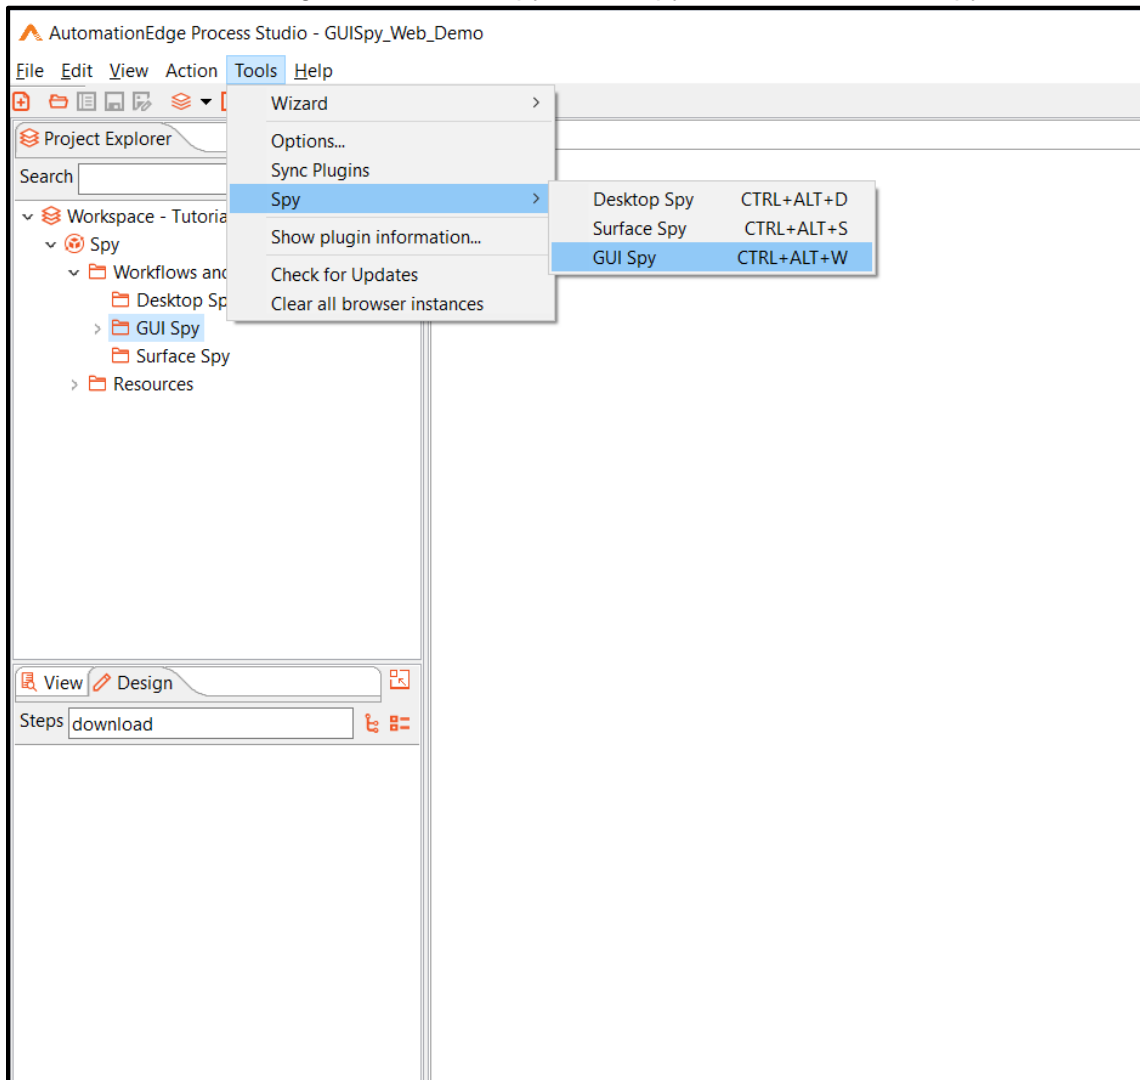 AutomationEdge Process Studio - GUISpy_Web_Demo
File Edit View Action Tools Help
Wizard
Project Explorer
Options...
Search
Sync Plugins
Spy
Desktop Spy CTRL+ALT+D
Surface Spy CTRL+ALT+S
GUI Spy CTRL+ALT+W
Show plugin information...
Check for Updates
Clear all browser instances
Workspace - Tutoria
Spy
Workflows and
Desktop Sp
GUI Spy
Surface Spy
Resources
View Design
Steps download